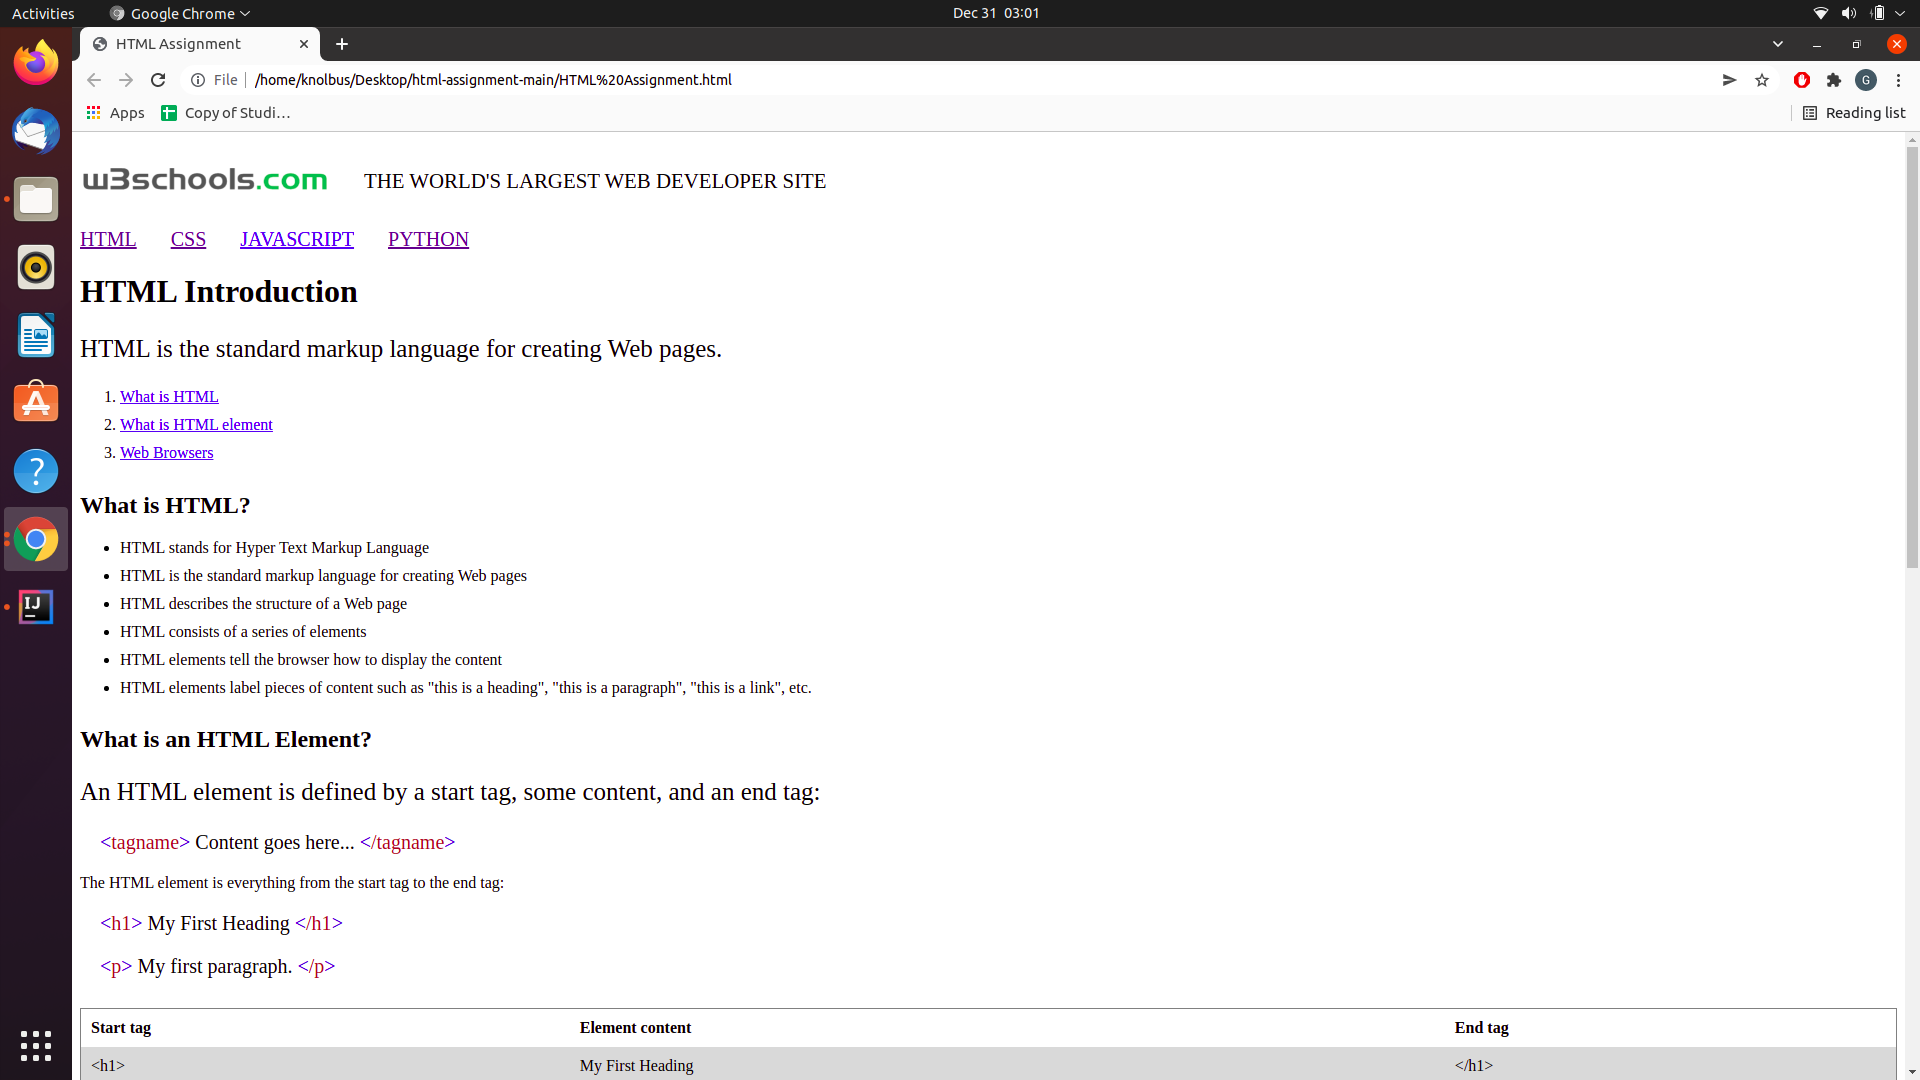 Activities Google Chrome Dec 31 03:01
HTML Assignment
File /home/knolbus/Desktop/html-assignment-main/HTML%20Assignment.html G
Apps Copy of Studi… Reading list
w3schools.com THE WORLD'S LARGEST WEB DEVELOPER SITE
HTML CSS JAVASCRIPT PYTHON
HTML Introduction
HTML is the standard markup language for creating Web pages.
1. What is HTML
2. What is HTML element
3. Web Browsers
What is HTML?
• HTML stands for Hyper Text Markup Language
• HTML is the standard markup language for creating Web pages
• HTML describes the structure of a Web page
• HTML consists of a series of elements
• HTML elements tell the browser how to display the content
• HTML elements label pieces of content such as "this is a heading", "this is a paragraph", "this is a link", etc.
What is an HTML Element?
An HTML element is defined by a start tag, some content, and an end tag:
<tagname> Content goes here... </tagname>
The HTML element is everything from the start tag to the end tag:
<h1> My First Heading </h1>
<p> My first paragraph. </p>
Start tag Element content End tag
<h1> My First Heading </h1>
IJ